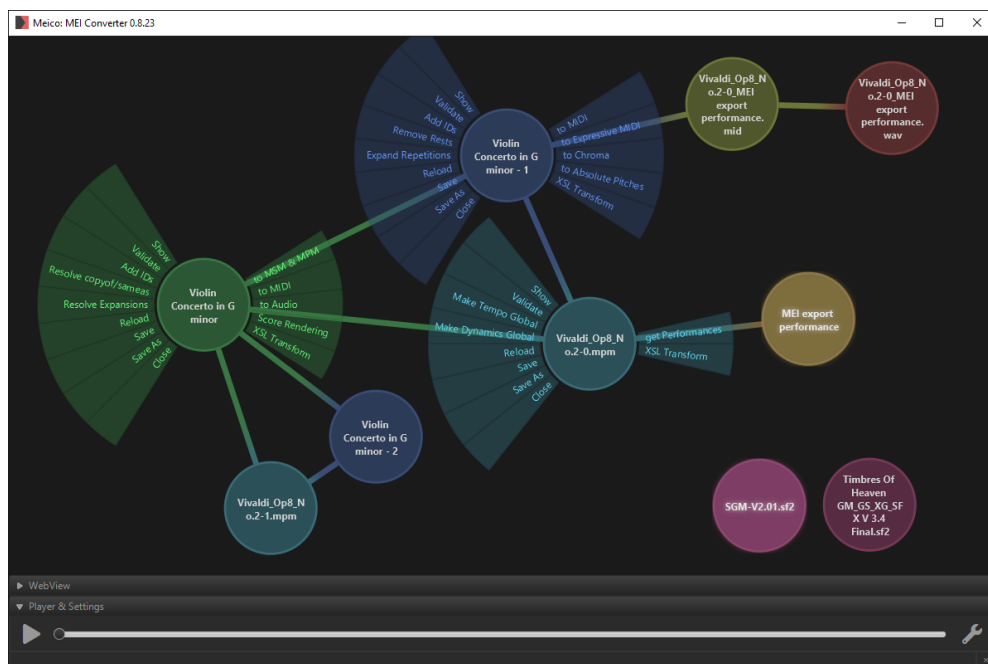 Meico: MEI Converter 0.8.23
Show
Validate
Add IDs
Remove Rests
Expand Repetitions
Reload
Save
Save As
Close
Violin
Concerto in G
minor - 1
to MIDI
to Expressive MIDI
to Chroma
to Absolute Pitches
XSL Transform
Vivaldi_Op8_N
o.2-0_MEI
export
performance.
mid
Vivaldi_Op8_N
o.2-0_MEI
export
performance.
wav
Show
Validate
Add IDs
Resolve copyof/sameas
Resolve Expansions
Reload
Save
Save As
Close
Violin
Concerto in G
minor
to MSM & MPM
to MIDI
to Audio
Score Rendering
XSL Transform
Show
Validate
Make Tempo Global
Make Dynamics Global
Reload
Save
Save As
Close
Vivaldi_Op8_N
o.2-0.mpm
get Performances
XSL Transform
MEI export
performance
Violin
Concerto in G
minor - 2
Vivaldi_Op8_N
o.2-1.mpm
SGM-V2.01.sf2
Timbres Of
Heaven
GM_GS_XG_SF
X V 3.4
Final.sf2
WebView
Player & Settings